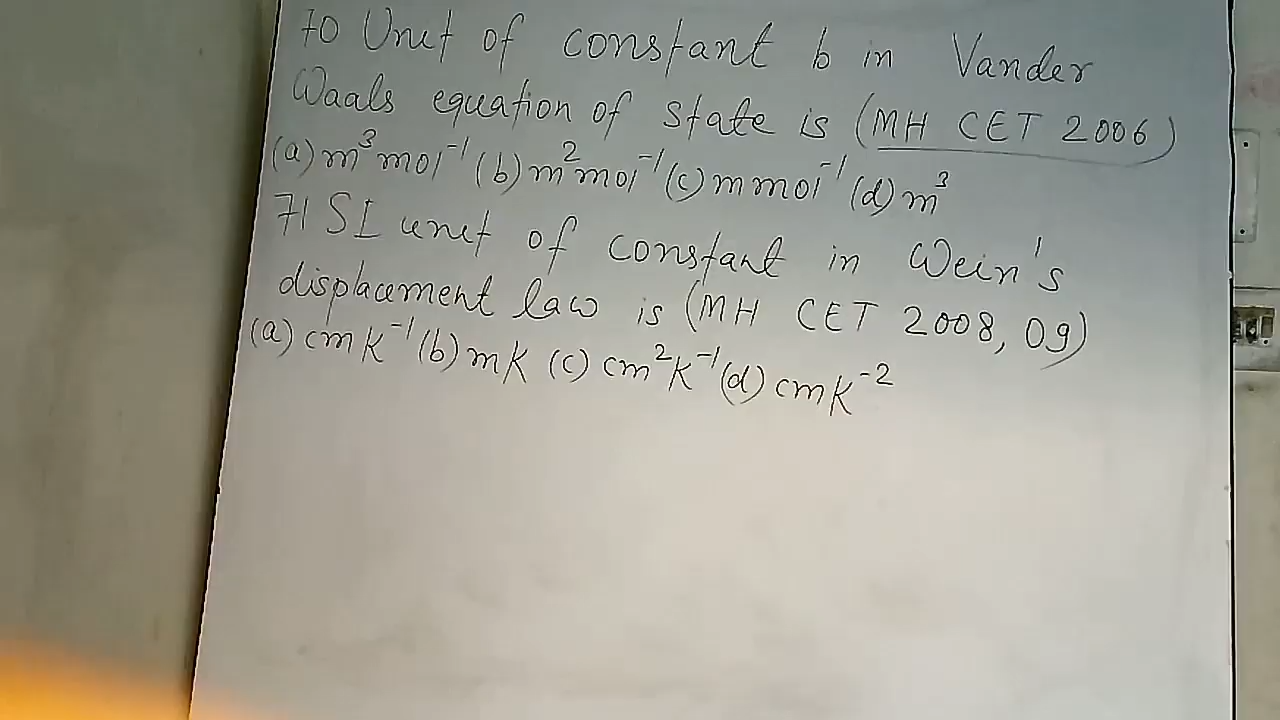 70 Unit of constant b in Vander
Waals equation of state is (MH CET 2006)
(a) m³mol⁻¹ (b) m²mol⁻¹ (c) m mol⁻¹ (d) m³
71 SI unit of constant in Wein's
displacement law is (MH CET 2008, 09)
(a) cmK⁻¹ (b) mK (c) cm²K⁻¹ (d) cmK⁻²